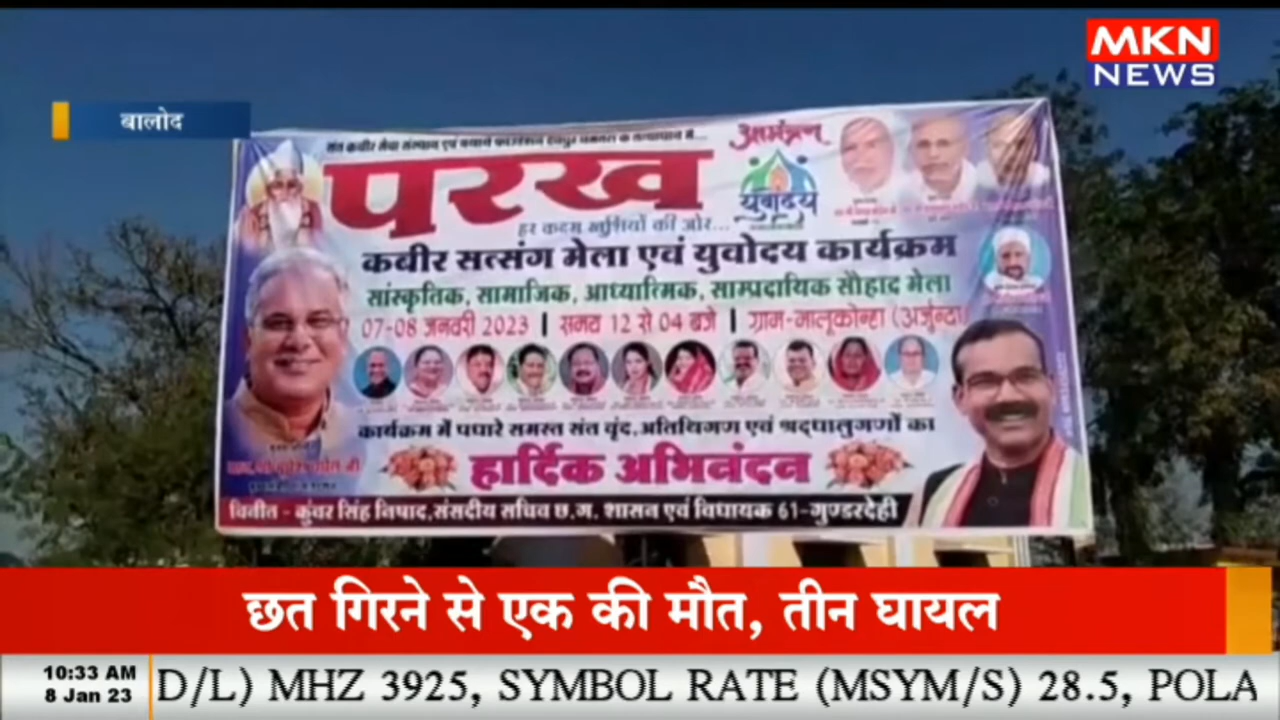 MKN
NEWS
बालोद
आमंत्रण
परख
युवोदय
हर कदम खुशियों की ओर...
कबीर सत्संग मेला एवं युवोदय कार्यक्रम
सांस्कृतिक, सामाजिक, आध्यात्मिक, साम्प्रदायिक सौहाद मेला
07-08 जनवरी 2023 | समय 12 से 04 बजे | ग्राम-मालूकोन्हा (अर्जुन्दा)
कार्यक्रम में पधारे समस्त संत वृंद,अतिथिगण एवं श्रद्धालुगणों का
हार्दिक अभिनंदन
विनीत - कुंवर सिंह निषाद,संसदीय सचिव छ.ग. शासन एवं विधायक 61-गुण्डरदेही
छत गिरने से एक की मौत, तीन घायल
10:33 AM
8 Jan 23
D/L) MHZ 3925, SYMBOL RATE (MSYM/S) 28.5, POLA